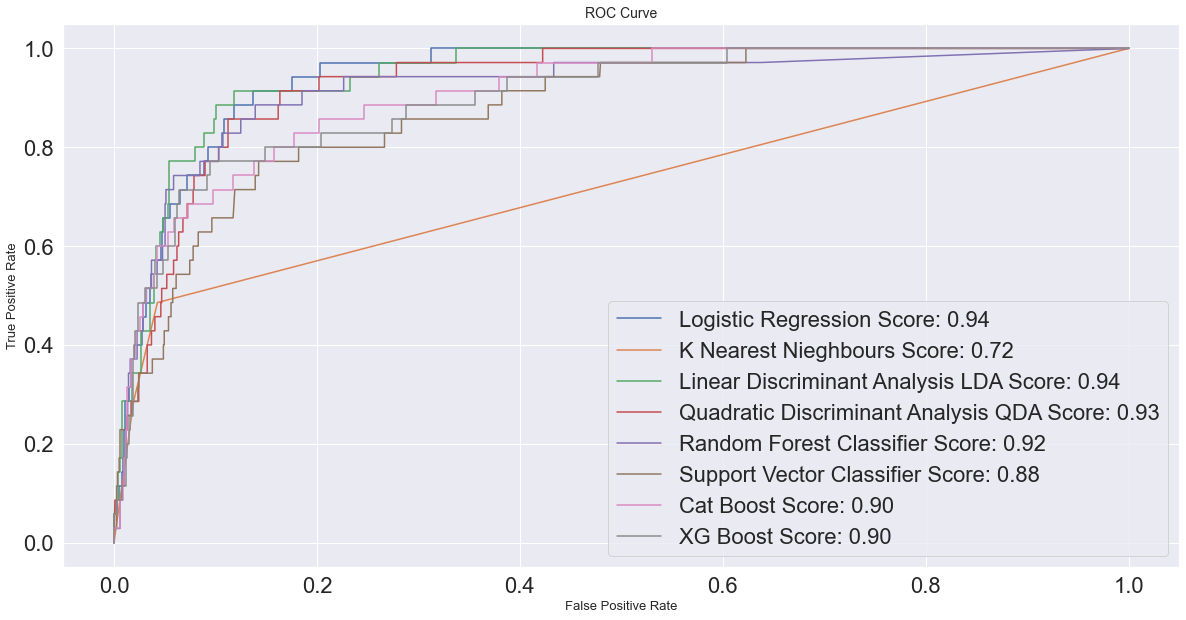 ROC Curve
True Positive Rate
1.0
0.8
0.6
0.4
0.2
0.0
Logistic Regression Score: 0.94
K Nearest Nieghbours Score: 0.72
Linear Discriminant Analysis LDA Score: 0.94
Quadratic Discriminant Analysis QDA Score: 0.93
Random Forest Classifier Score: 0.92
Support Vector Classifier Score: 0.88
Cat Boost Score: 0.90
XG Boost Score: 0.90
0.0 0.2 0.4 0.6 0.8 1.0
False Positive Rate